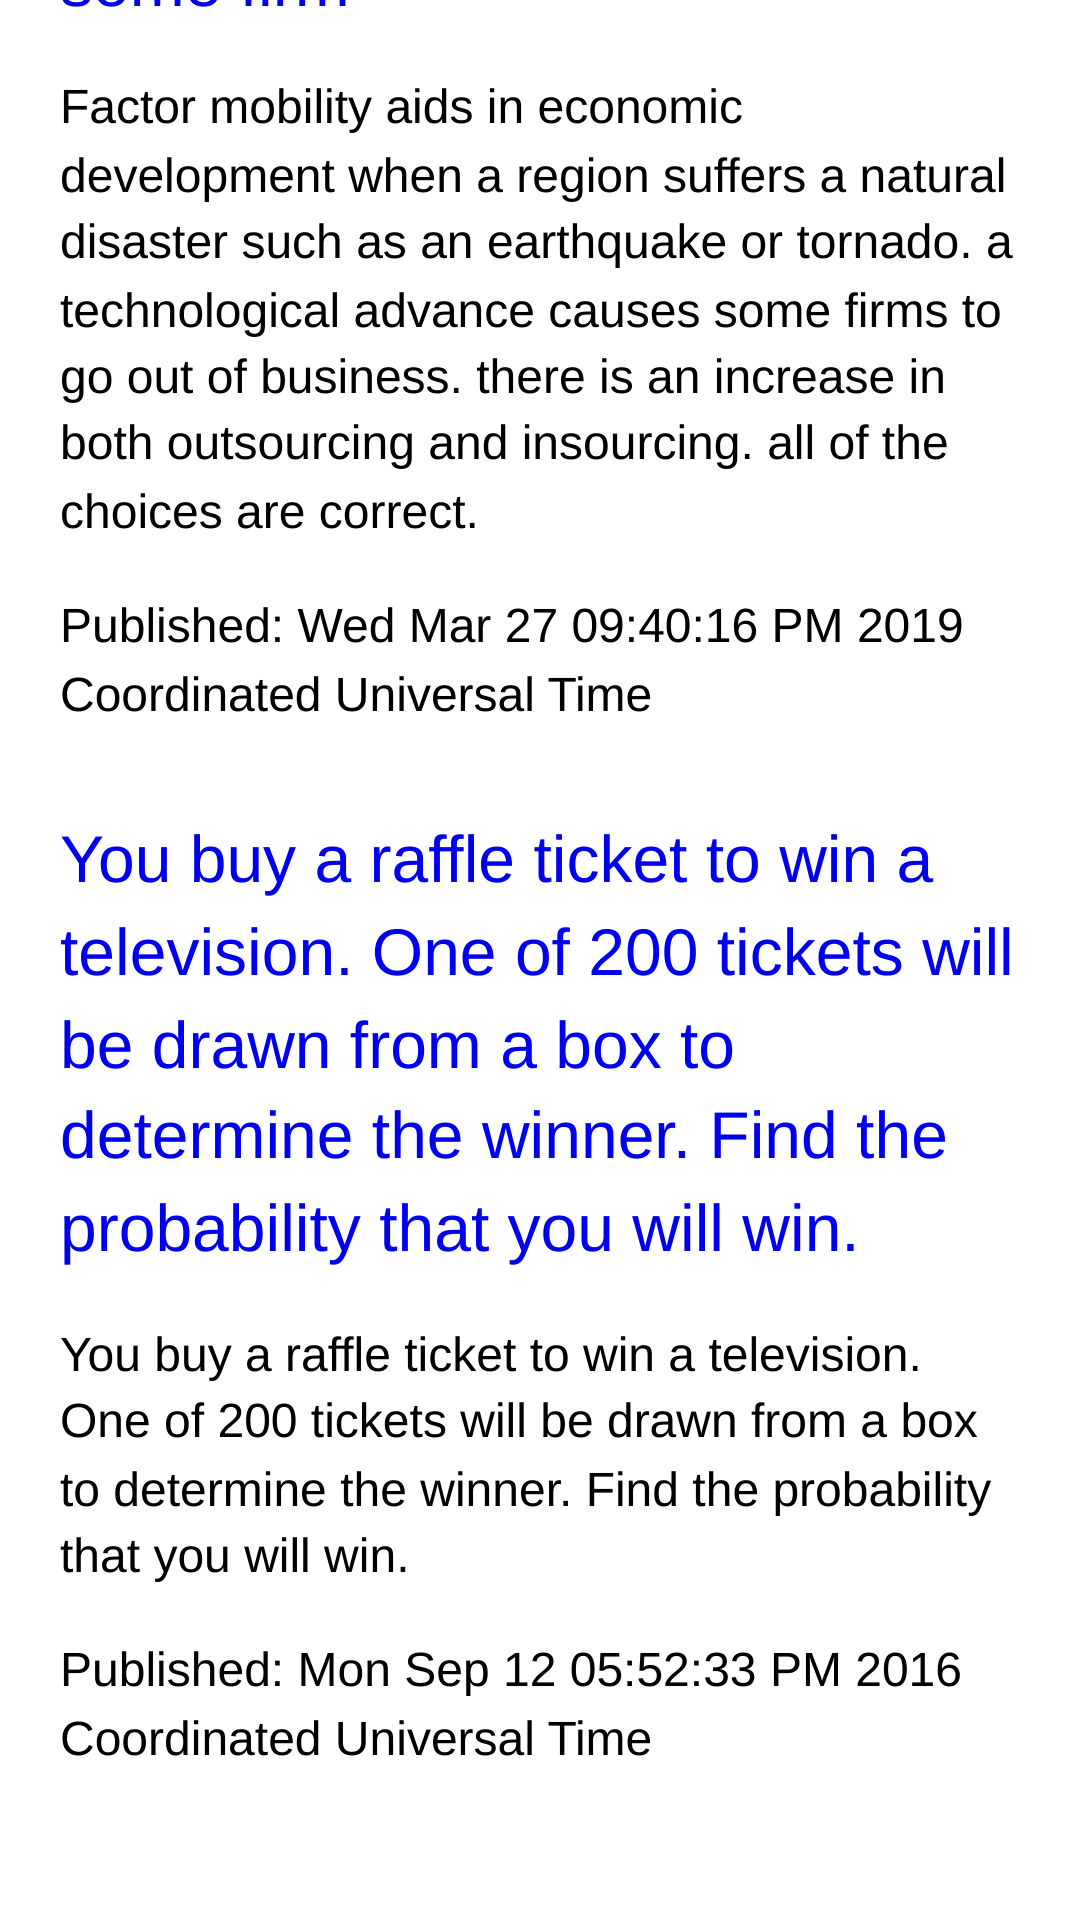 some firm
Factor mobility aids in economic
development when a region suffers a natural
disaster such as an earthquake or tornado. a
technological advance causes some firms to
go out of business. there is an increase in
both outsourcing and insourcing. all of the
choices are correct.
Published: Wed Mar 27 09:40:16 PM 2019
Coordinated Universal Time
You buy a raffle ticket to win a
television. One of 200 tickets will
be drawn from a box to
determine the winner. Find the
probability that you will win.
You buy a raffle ticket to win a television.
One of 200 tickets will be drawn from a box
to determine the winner. Find the probability
that you will win.
Published: Mon Sep 12 05:52:33 PM 2016
Coordinated Universal Time